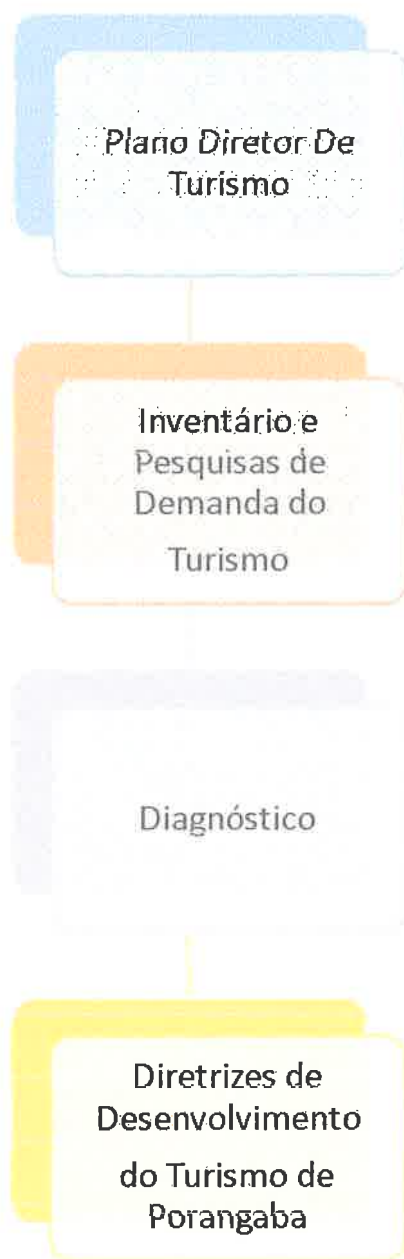 Plano Diretor De
Turismo
Inventário e
Pesquisas de
Demanda do
Turismo
Diagnóstico
Diretrizes de
Desenvolvimento
do Turismo de
Porangaba